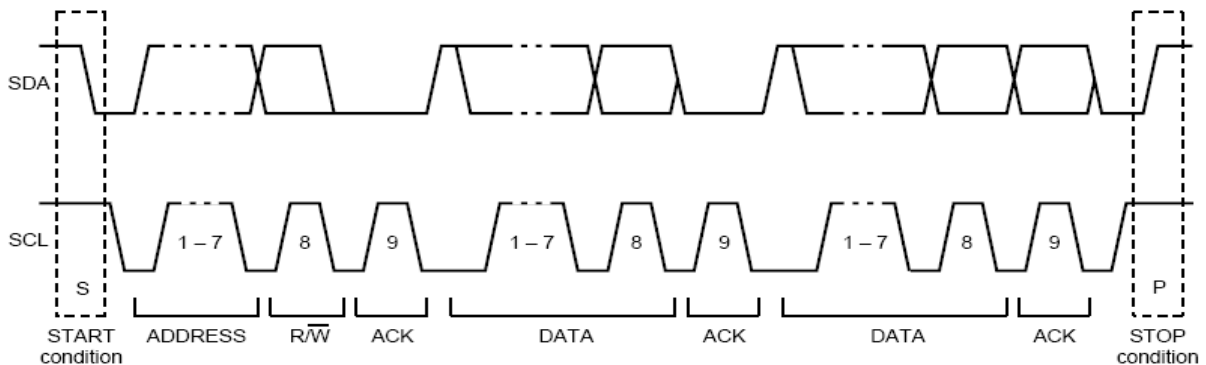 SDA
SCL
1 – 7
8
9
1 – 7
8
9
1 – 7
8
9
S
P
START
condition
ADDRESS
R/W̅
ACK
DATA
ACK
DATA
ACK
STOP
condition